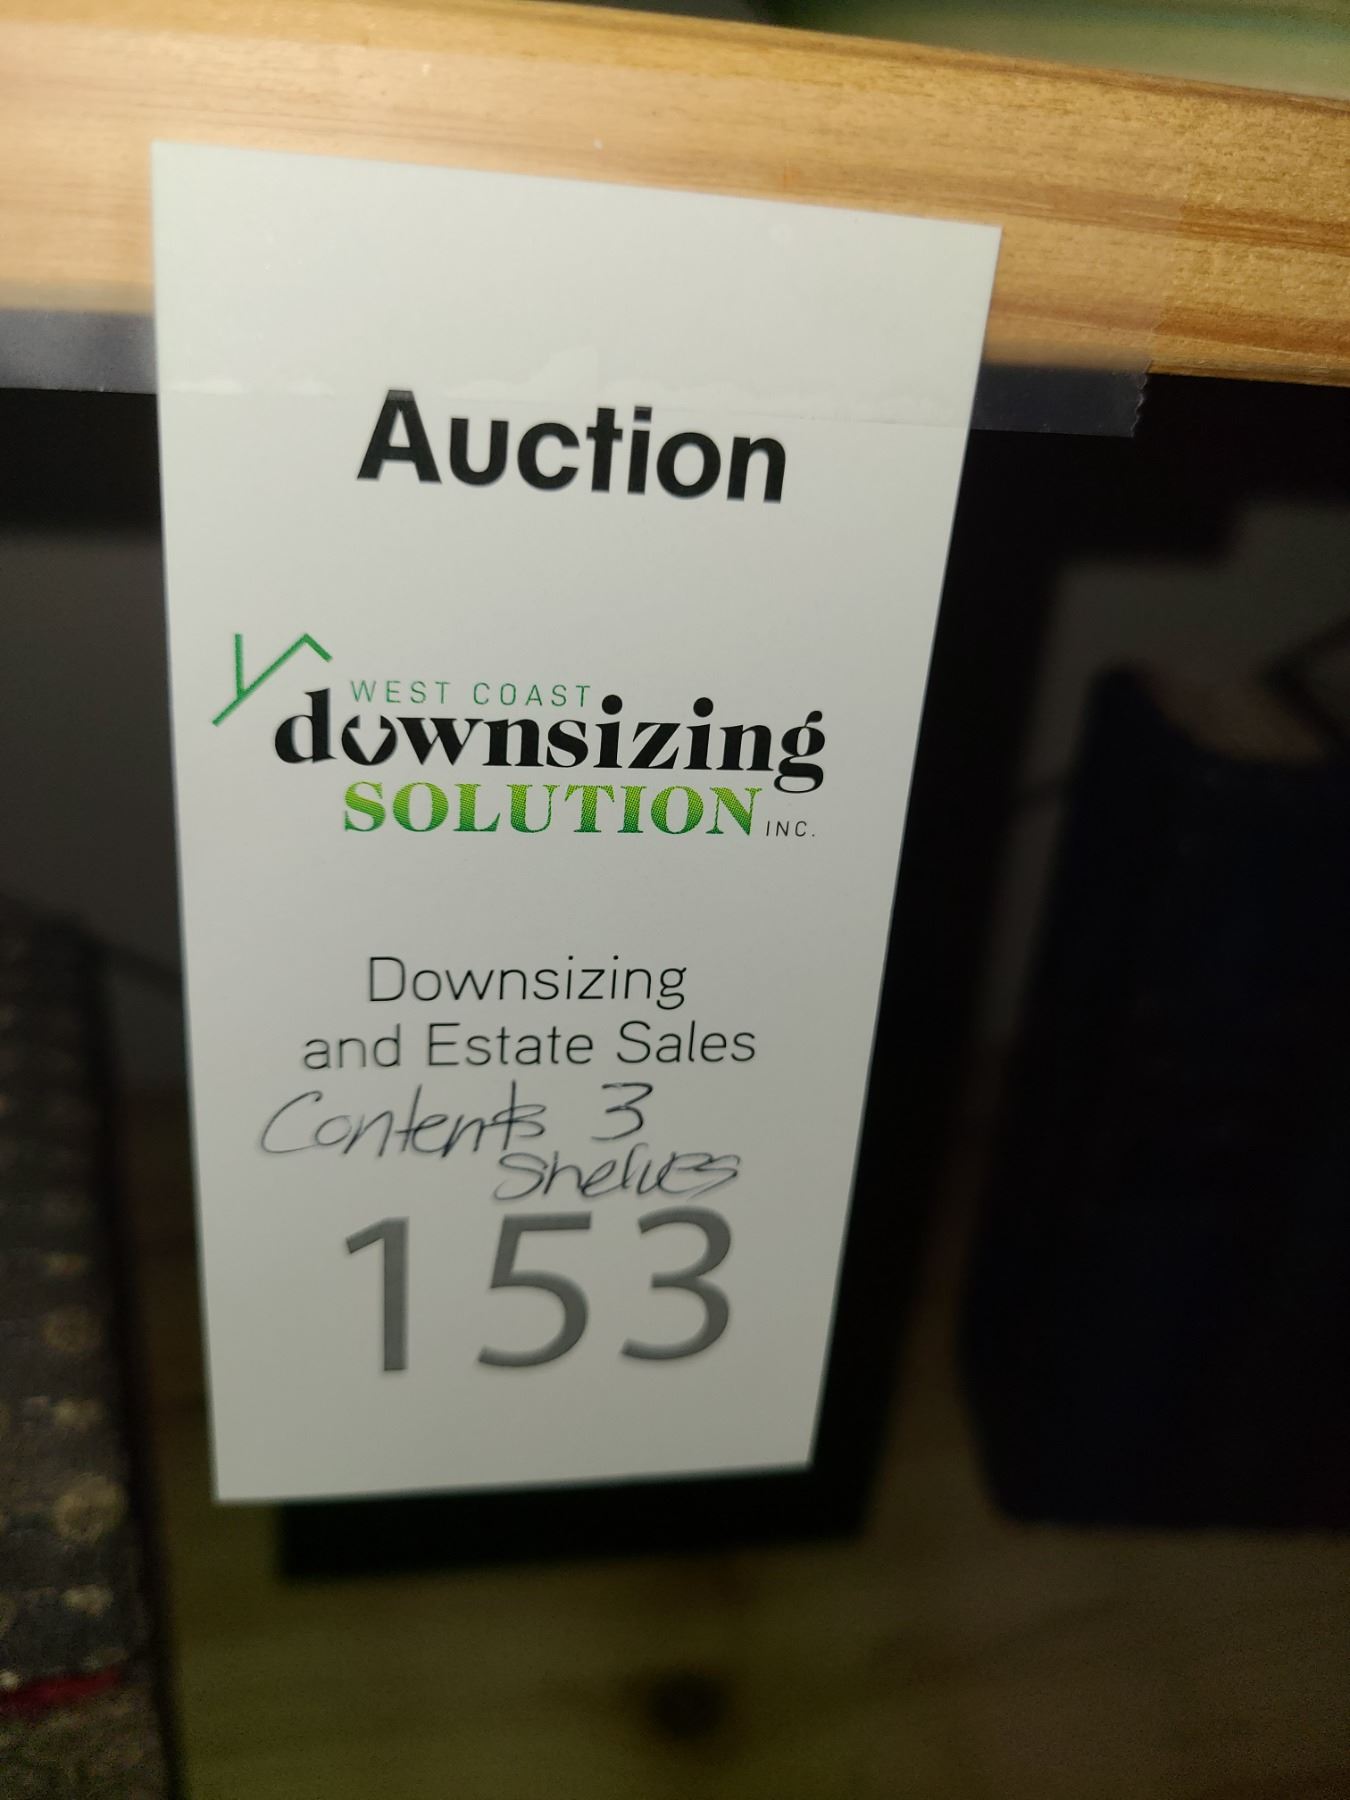 Auction
WEST COAST
downsizing
SOLUTION INC.
Downsizing
and Estate Sales
Contents 3
Shelves
153